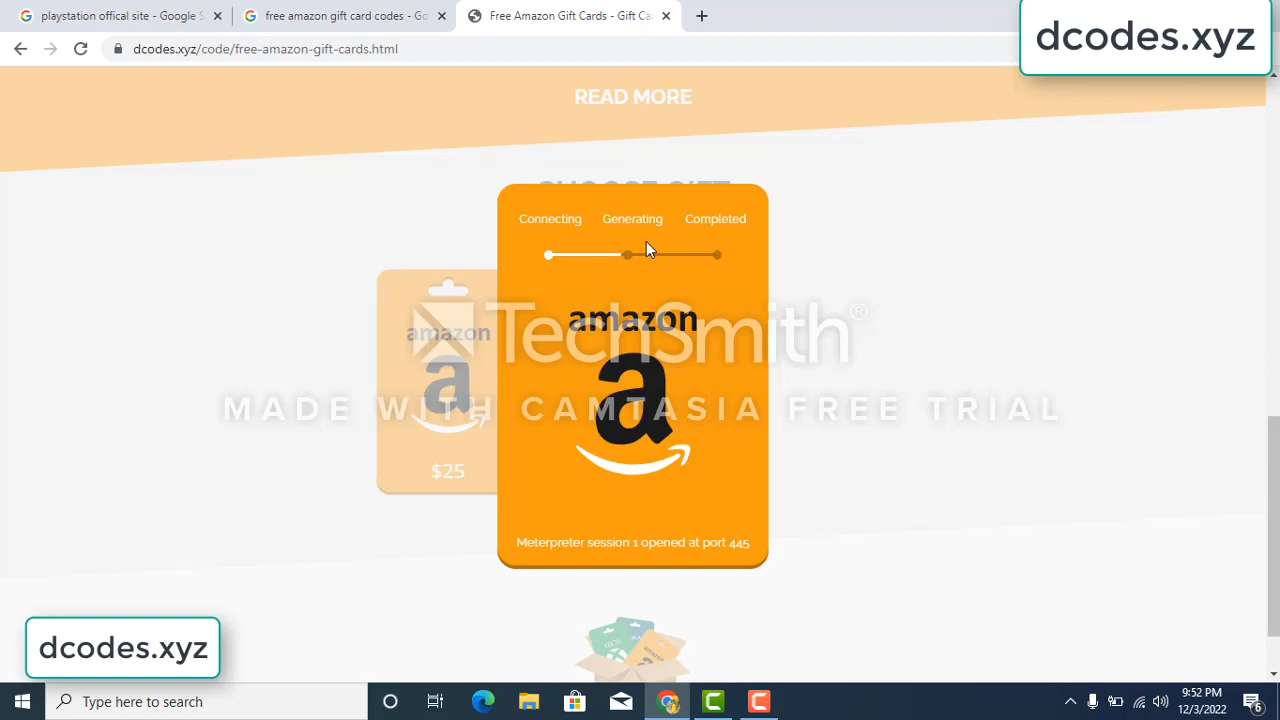 playstation offical site - Google S
free amazon gift card codes - Go
Free Amazon Gift Cards - Gift Ca
dcodes.xyz/code/free-amazon-gift-cards.html
dcodes.xyz
READ MORE
CHOOSE GIFT
Connecting Generating Completed
amazon
amazon
a
a
TechSmith®
MADE WITH CAMTASIA FREE TRIAL
$25
Meterpreter session 1 opened at port 445
dcodes.xyz
Type here to search
9:52 PM
12/3/2022
6